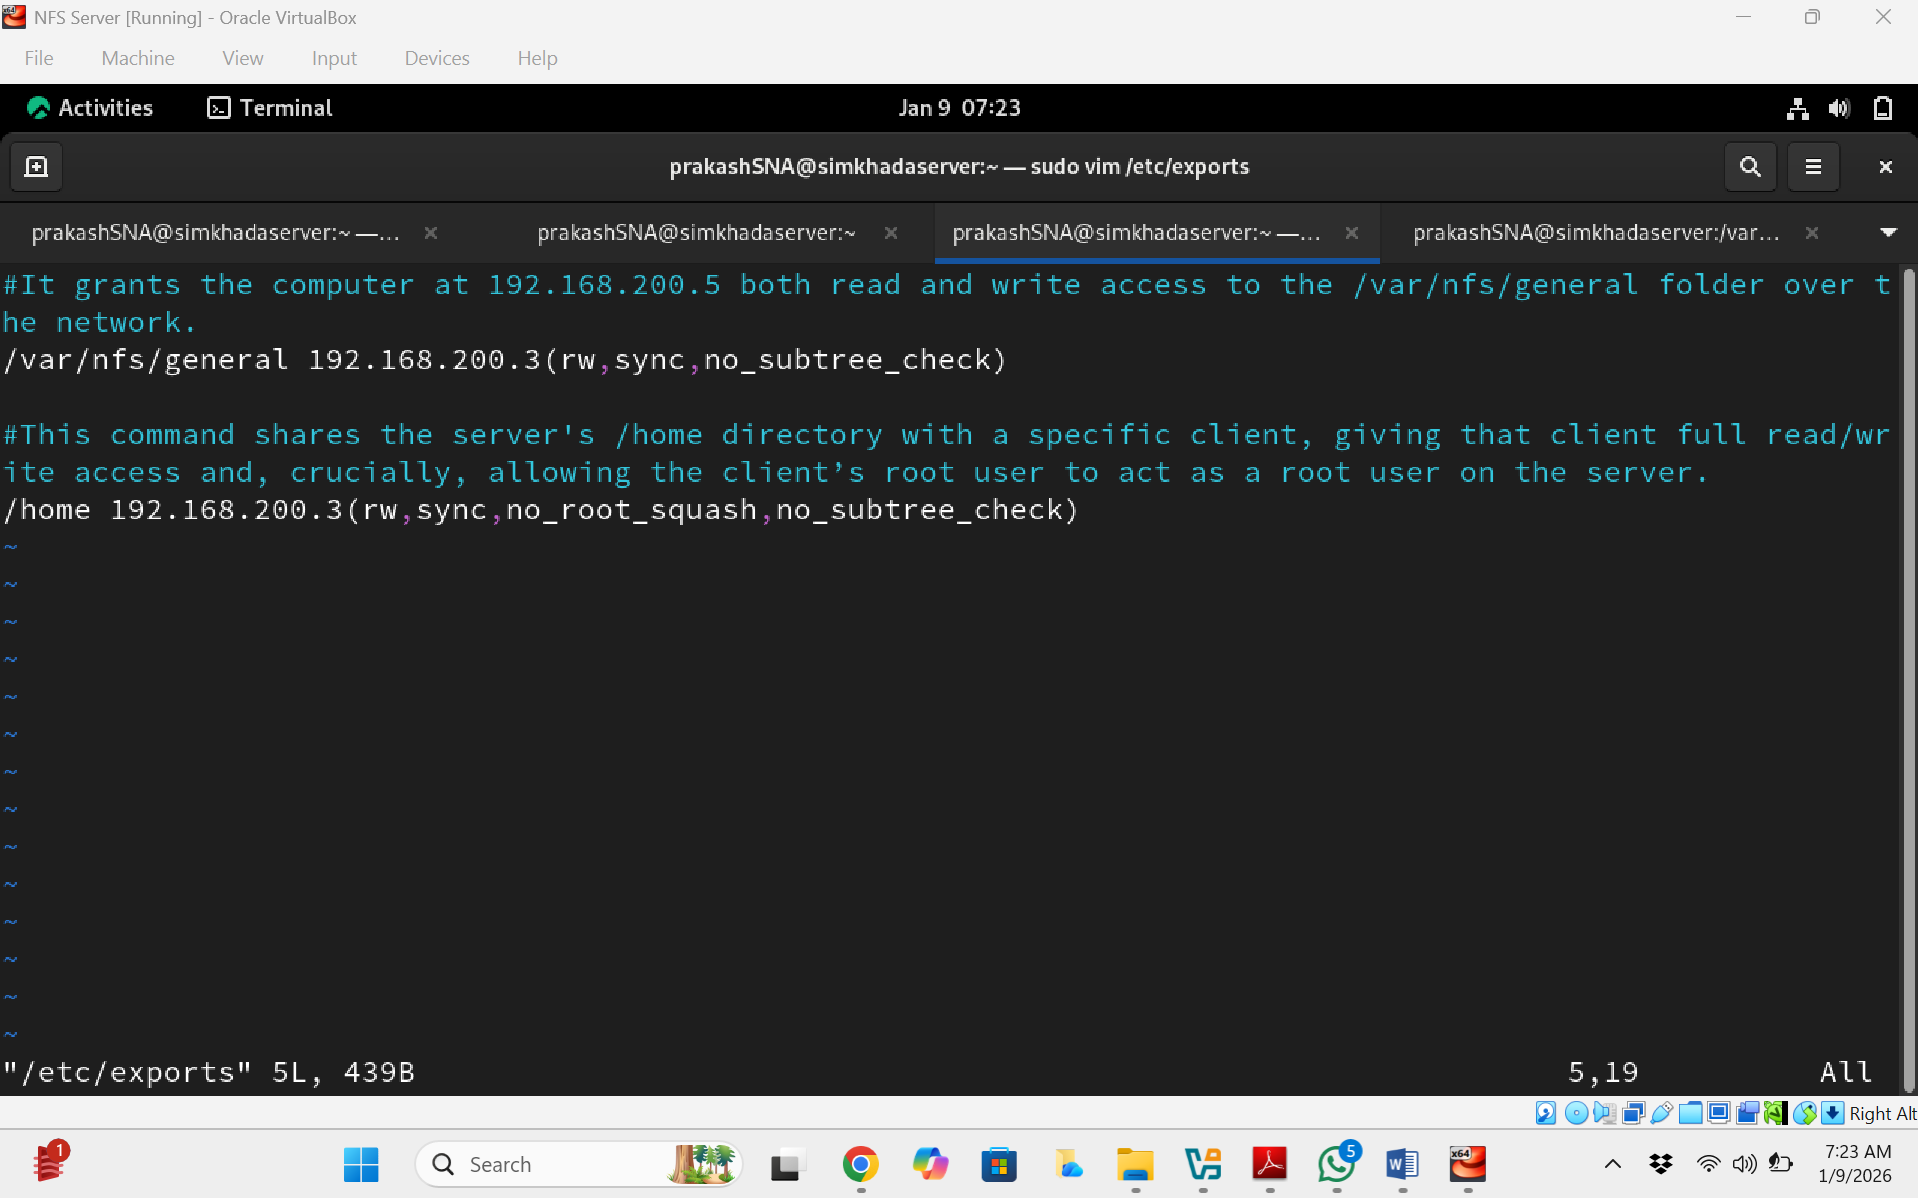 NFS Server [Running] - Oracle VirtualBox
File Machine View Input Devices Help
Activities Terminal Jan 9 07:23
prakashSNA@simkhadaserver:~ — sudo vim /etc/exports
prakashSNA@simkhadaserver:~ —... prakashSNA@simkhadaserver:~ prakashSNA@simkhadaserver:~ —... prakashSNA@simkhadaserver:/var...
#It grants the computer at 192.168.200.5 both read and write access to the /var/nfs/general folder over t
he network.
/var/nfs/general 192.168.200.3(rw,sync,no_subtree_check)
#This command shares the server's /home directory with a specific client, giving that client full read/wr
ite access and, crucially, allowing the client’s root user to act as a root user on the server.
/home 192.168.200.3(rw,sync,no_root_squash,no_subtree_check)
~
~
~
~
~
~
~
~
~
~
~
~
~
~
"/etc/exports" 5L, 439B 5,19 All
Right Alt
1 Search x64 5 7:23 AM
1/9/2026